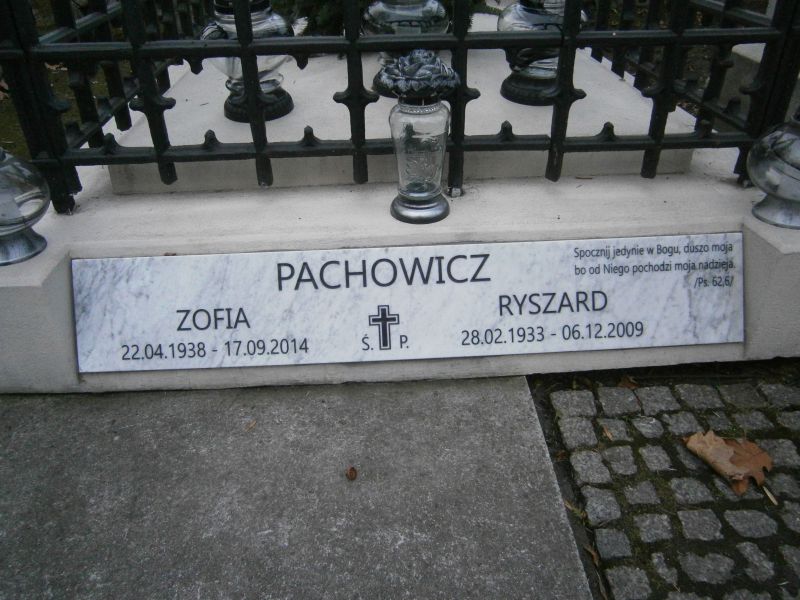 PACHOWICZ
Spocznij jedynie w Bogu, duszo moja
bo od Niego pochodzi moja nadzieja.
/Ps. 62,6/
ZOFIA
22.04.1938 - 17.09.2014
Ś. P.
RYSZARD
28.02.1933 - 06.12.2009